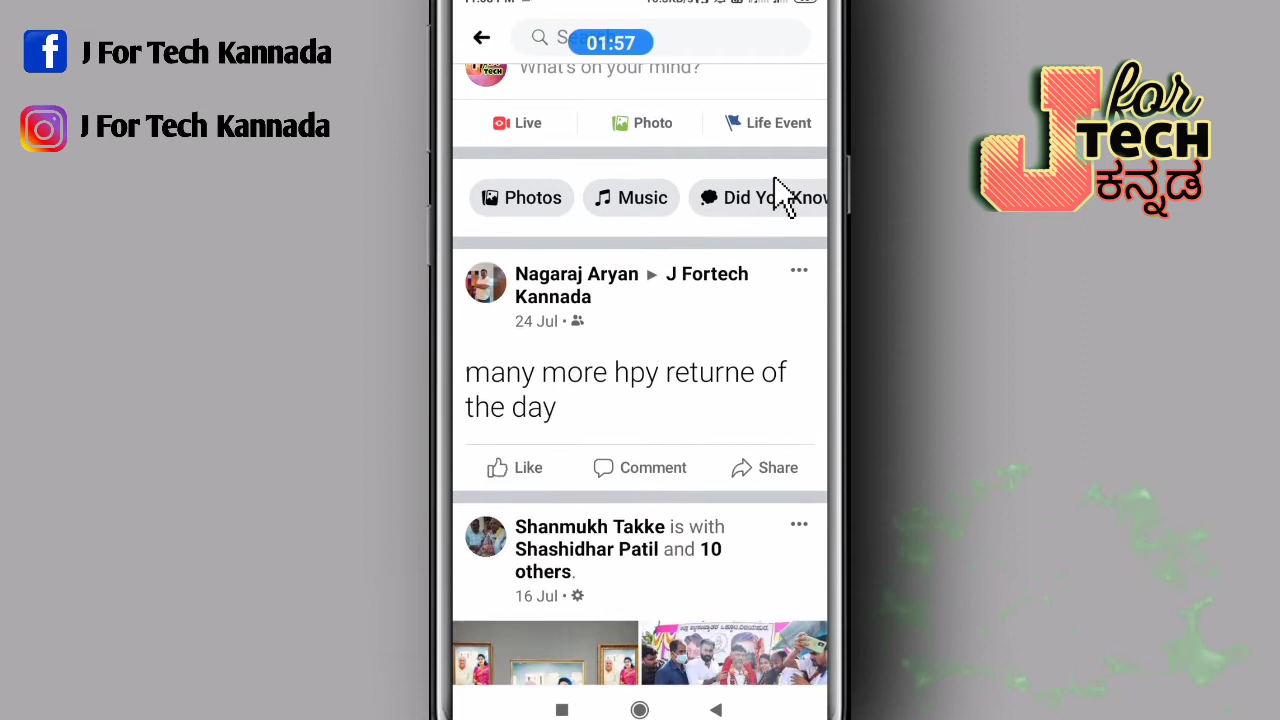 J For Tech Kannada
J For Tech Kannada
J for
TECH
ಕನ್ನಡ
01:57
What's on your mind?
Live
Photo
Life Event
Photos
Music
Did You Know
Nagaraj Aryan ► J Fortech
Kannada
24 Jul •
many more hpy returne of
the day
Like
Comment
Share
Shanmukh Takke is with
Shashidhar Patil and 10
others.
16 Jul •